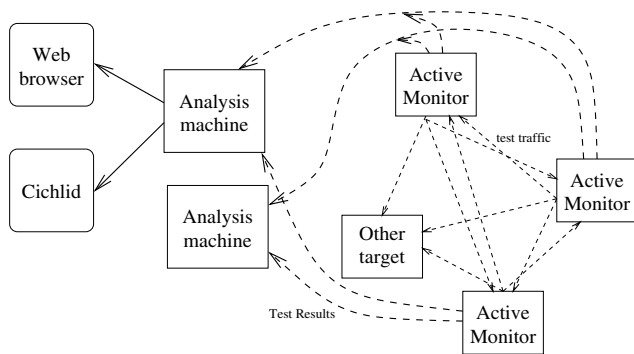 Web
browser
Analysis
machine
Active
Monitor
test traffic
Cichlid
Active
Monitor
Analysis
machine
Other
target
Test Results
Active
Monitor